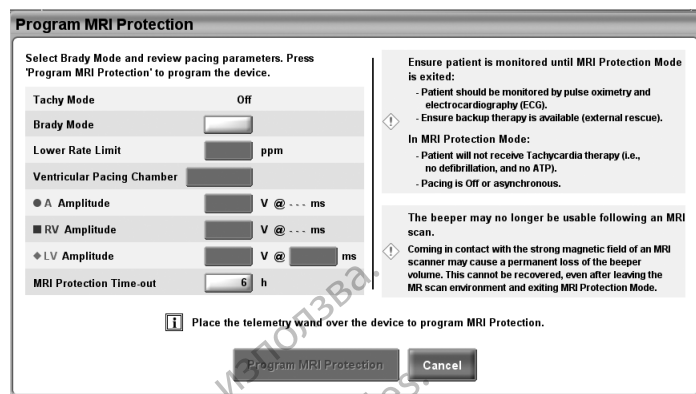 Program MRI Protection
Select Brady Mode and review pacing parameters. Press
'Program MRI Protection' to program the device.
Tachy Mode Off
Brady Mode
Lower Rate Limit ppm
Ventricular Pacing Chamber
A Amplitude V @ - - - ms
RV Amplitude V @ - - - ms
LV Amplitude V @ ms
MRI Protection Time-out 6 h
Ensure patient is monitored until MRI Protection Mode
is exited:
- Patient should be monitored by pulse oximetry and
electrocardiography (ECG).
- Ensure backup therapy is available (external rescue).
In MRI Protection Mode:
- Patient will not receive Tachycardia therapy (i.e.,
no defibrillation, and no ATP).
- Pacing is Off or asynchronous.
The beeper may no longer be usable following an MRI
scan.
Coming in contact with the strong magnetic field of an MRI
scanner may cause a permanent loss of the beeper
volume. This cannot be recovered, even after leaving the
MR scan environment and exiting MRI Protection Mode.
i Place the telemetry wand over the device to program MRI Protection.
Program MRI Protection Cancel